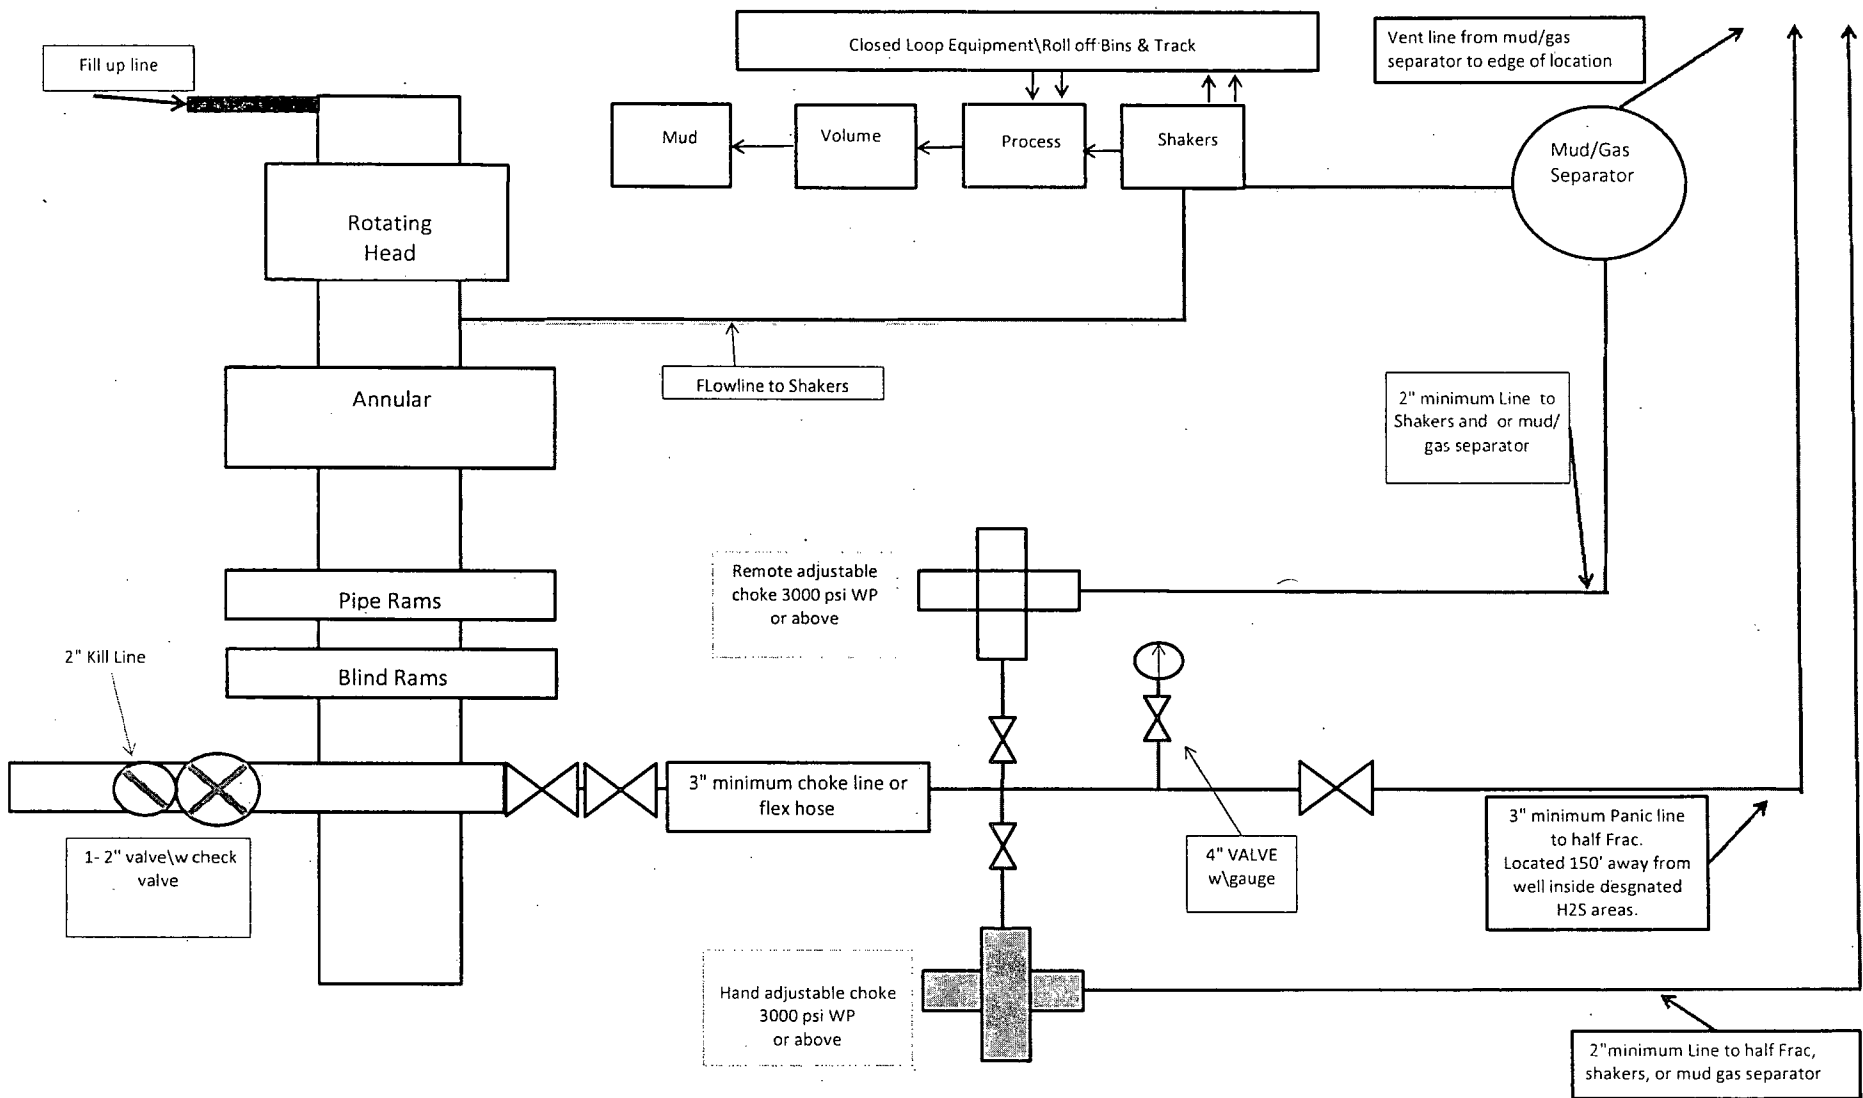 Closed Loop Equipment\Roll off Bins & Track
Vent line from mud/gas
separator to edge of location
Fill up line
Mud
Volume
Process
Shakers
Mud/Gas
Separator
Rotating
Head
FLowline to Shakers
Annular
2" minimum Line to
Shakers and or mud/
gas separator
Remote adjustable
choke 3000 psi WP
or above
Pipe Rams
2" Kill Line
Blind Rams
3" minimum choke line or
flex hose
1- 2" valve\w check
valve
4" VALVE
w\gauge
3" minimum Panic line
to half Frac.
Located 150' away from
well inside desgnated
H2S areas.
Hand adjustable choke
3000 psi WP
or above
2"minimum Line to half Frac,
shakers, or mud gas separator